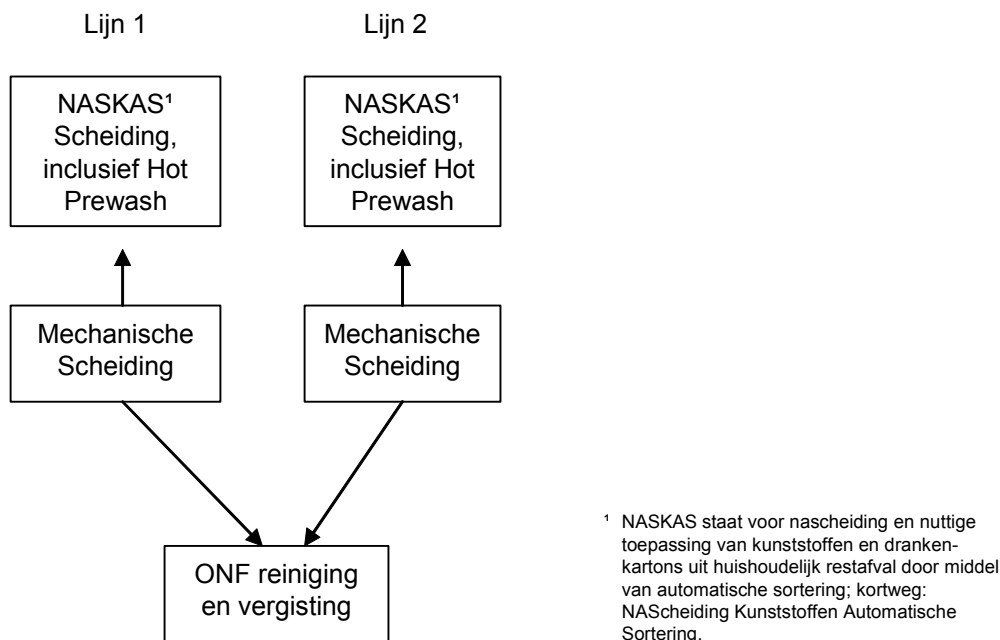 Lijn 1
Lijn 2
NASKAS¹
Scheiding,
inclusief Hot
Prewash
NASKAS¹
Scheiding,
inclusief Hot
Prewash
Mechanische
Scheiding
Mechanische
Scheiding
ONF reiniging
en vergisting
¹ NASKAS staat voor nascheiding en nuttige
toepassing van kunststoffen en dranken-
kartons uit huishoudelijk restafval door middel
van automatische sortering; kortweg:
NAScheiding Kunststoffen Automatische
Sortering.